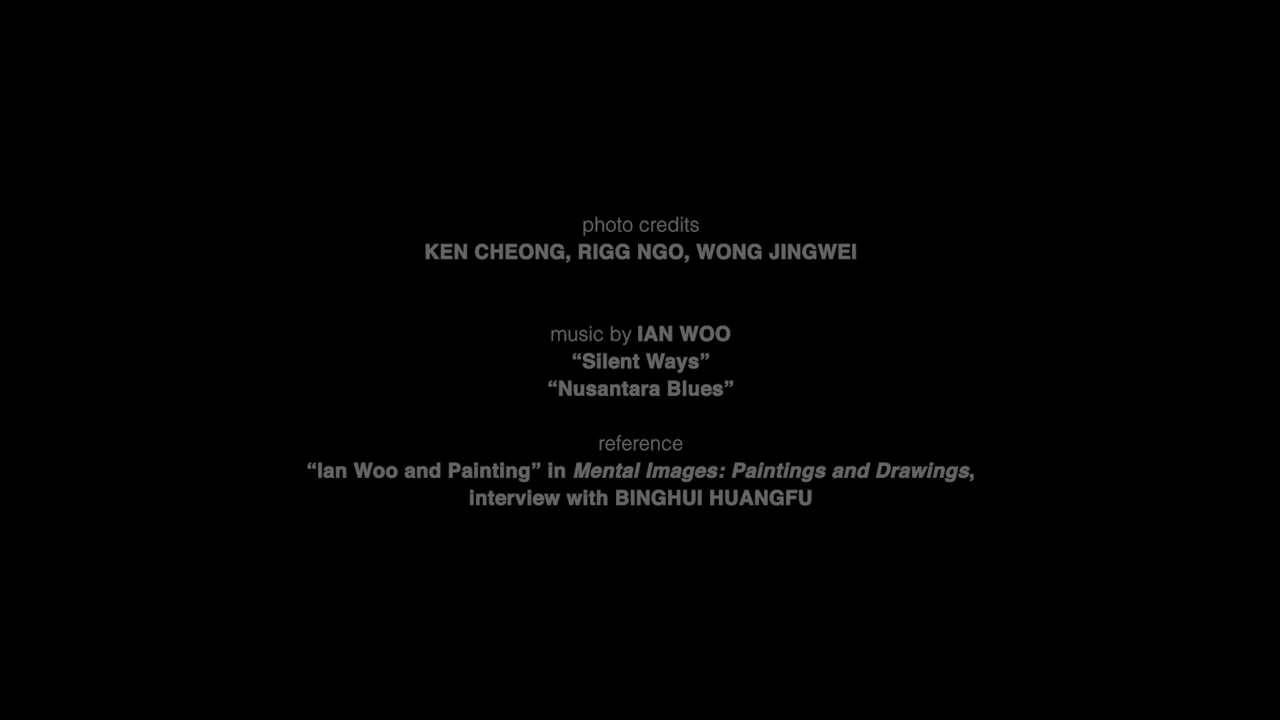 photo credits
KEN CHEONG, RIGG NGO, WONG JINGWEI
music by IAN WOO
“Silent Ways”
“Nusantara Blues”
reference
“Ian Woo and Painting” in Mental Images: Paintings and Drawings,
interview with BINGHUI HUANGFU